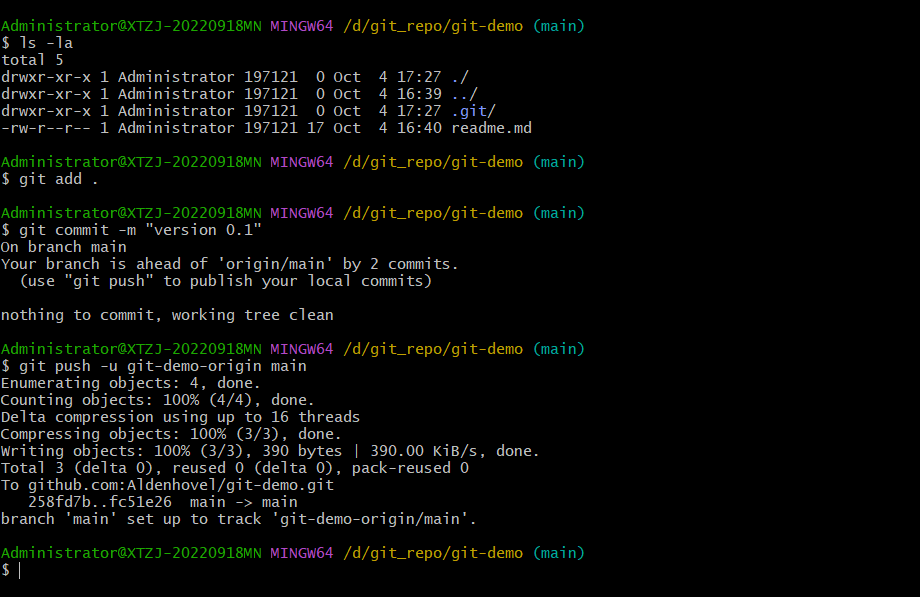 Administrator@XTZJ-20220918MN MINGW64 /d/git_repo/git-demo (main)
$ ls -la
total 5
drwxr-xr-x 1 Administrator 197121  0 Oct  4 17:27 ./
drwxr-xr-x 1 Administrator 197121  0 Oct  4 16:39 ../
drwxr-xr-x 1 Administrator 197121  0 Oct  4 17:27 .git/
-rw-r--r-- 1 Administrator 197121 17 Oct  4 16:40 readme.md
Administrator@XTZJ-20220918MN MINGW64 /d/git_repo/git-demo (main)
$ git add .
Administrator@XTZJ-20220918MN MINGW64 /d/git_repo/git-demo (main)
$ git commit -m "version 0.1"
On branch main
Your branch is ahead of 'origin/main' by 2 commits.
  (use "git push" to publish your local commits)
nothing to commit, working tree clean
Administrator@XTZJ-20220918MN MINGW64 /d/git_repo/git-demo (main)
$ git push -u git-demo-origin main
Enumerating objects: 4, done.
Counting objects: 100% (4/4), done.
Delta compression using up to 16 threads
Compressing objects: 100% (3/3), done.
Writing objects: 100% (3/3), 390 bytes | 390.00 KiB/s, done.
Total 3 (delta 0), reused 0 (delta 0), pack-reused 0
To github.com:Aldenhovel/git-demo.git
   258fd7b..fc51e26  main -> main
branch 'main' set up to track 'git-demo-origin/main'.
Administrator@XTZJ-20220918MN MINGW64 /d/git_repo/git-demo (main)
$